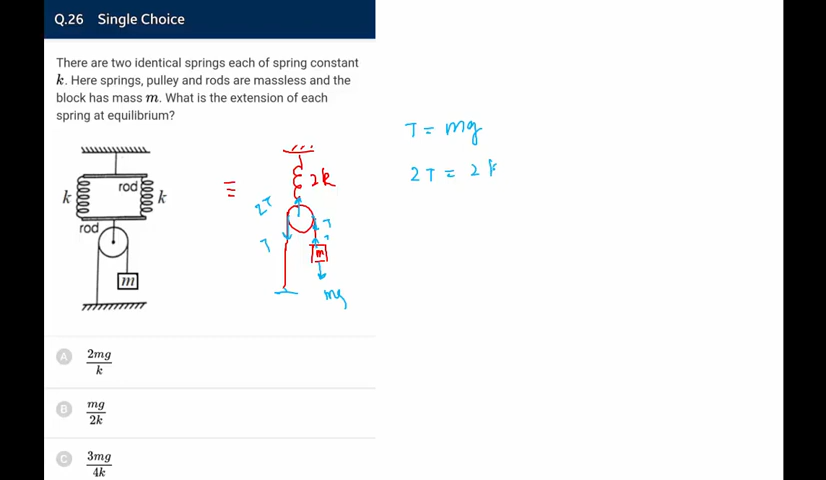 Q.26 Single Choice
There are two identical springs each of spring constant
k. Here springs, pulley and rods are massless and the
block has mass m. What is the extension of each
spring at equilibrium?
T = mg
2T = 2k
k rod k
rod
m
≡
2k
2T
T
T
T
m
mg
A 2mg/k
B mg/2k
C 3mg/4k